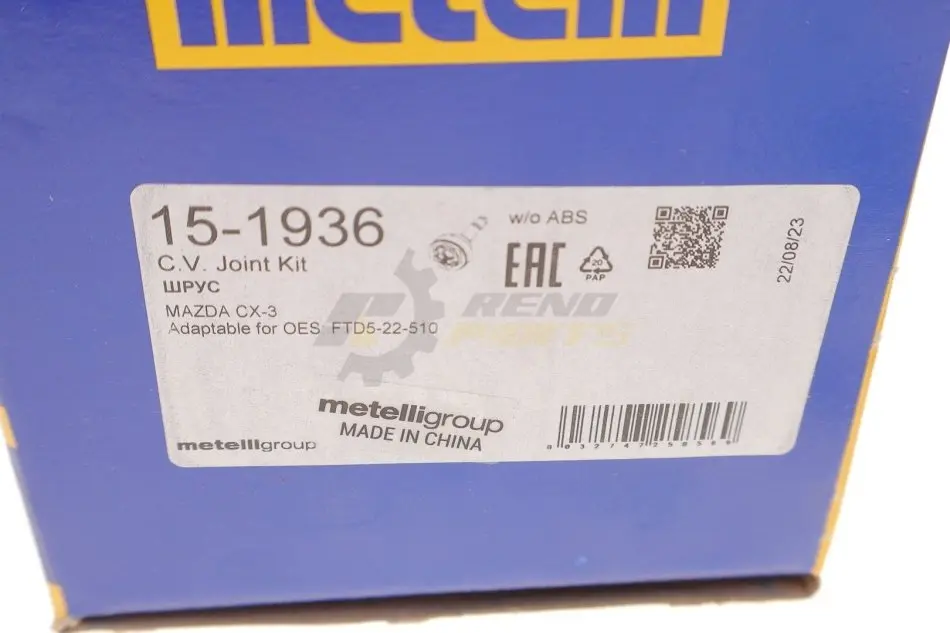 metelli
15-1936
w/o ABS
C.V. Joint Kit
EAC
20
PAP
22/08/23
ШРУС
MAZDA CX-3
Adaptable for OES FTD5-22-510
RENO
PARTS
metelligroup
MADE IN CHINA
metelligroup